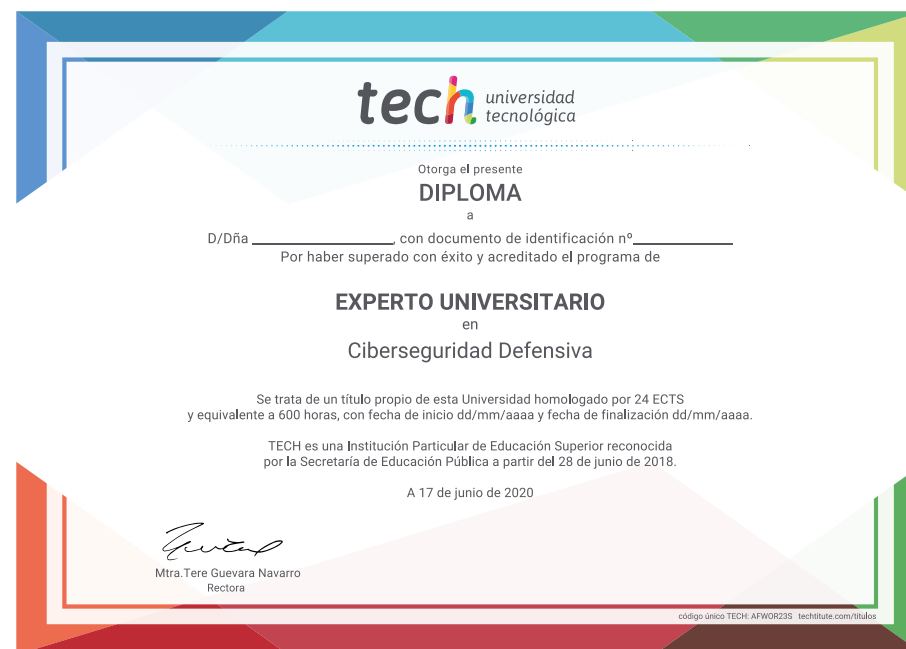 tech universidad
tecnológica
Otorga el presente
DIPLOMA
a
D/Dña ____________________, con documento de identificación nº______________
Por haber superado con éxito y acreditado el programa de
EXPERTO UNIVERSITARIO
en
Ciberseguridad Defensiva
Se trata de un título propio de esta Universidad homologado por 24 ECTS
y equivalente a 600 horas, con fecha de inicio dd/mm/aaaa y fecha de finalización dd/mm/aaaa.
TECH es una Institución Particular de Educación Superior reconocida
por la Secretaría de Educación Pública a partir del 28 de junio de 2018.
A 17 de junio de 2020
Mtra.Tere Guevara Navarro
Rectora
código único TECH: AFWOR23S techtitute.com/titulos